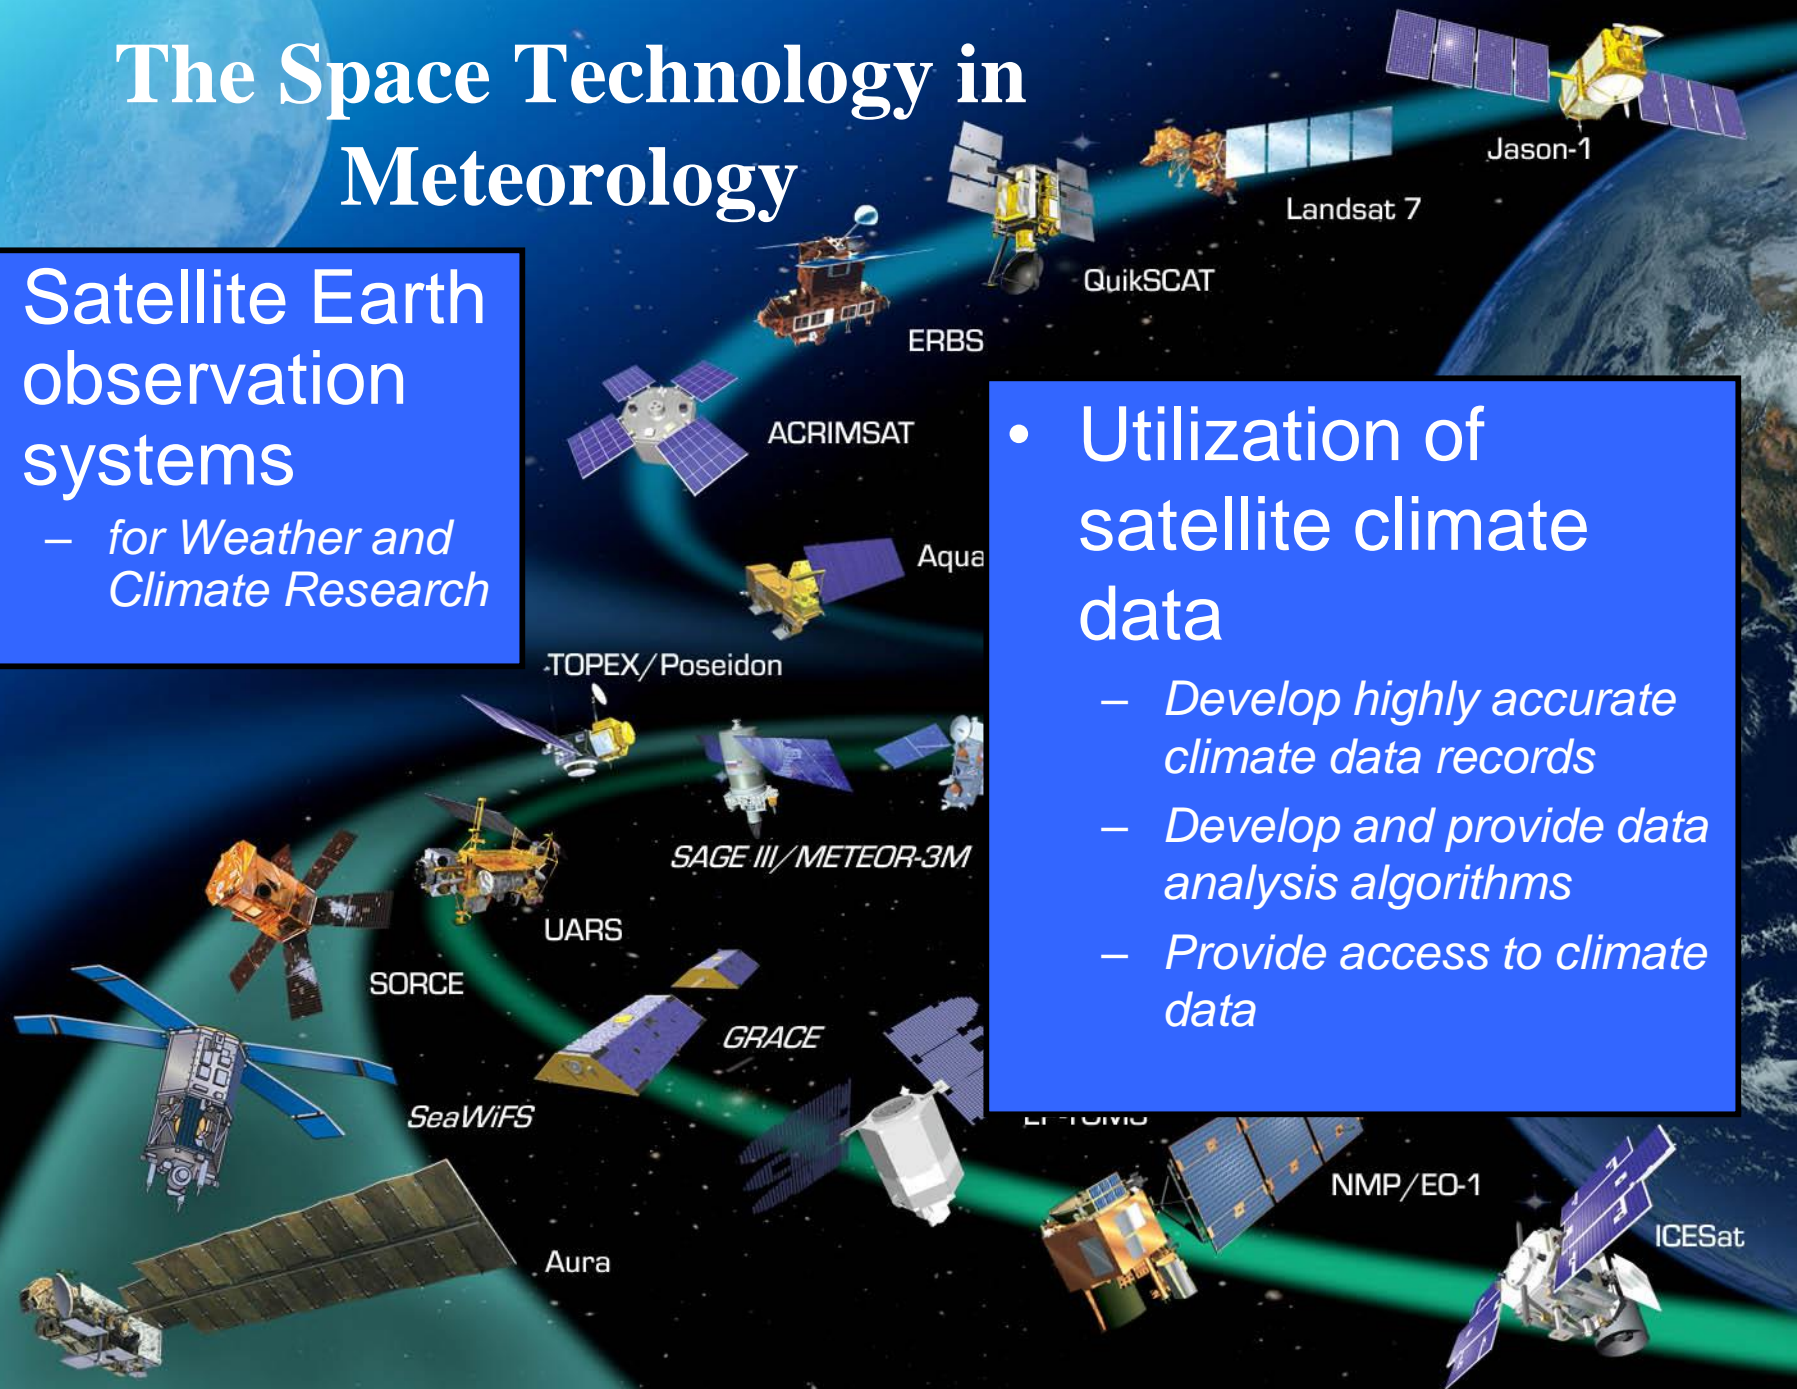 The Space Technology in
Meteorology
Jason-1
Landsat 7
QuikSCAT
ERBS
Satellite Earth
observation
systems
– for Weather and
Climate Research
ACRIMSAT
Aqua
• Utilization of
satellite climate
data
– Develop highly accurate
climate data records
– Develop and provide data
analysis algorithms
– Provide access to climate
data
TOPEX/Poseidon
SAGE III/METEOR-3M
UARS
SORCE
GRACE
SeaWiFS
NMP/EO-1
ICESat
Aura